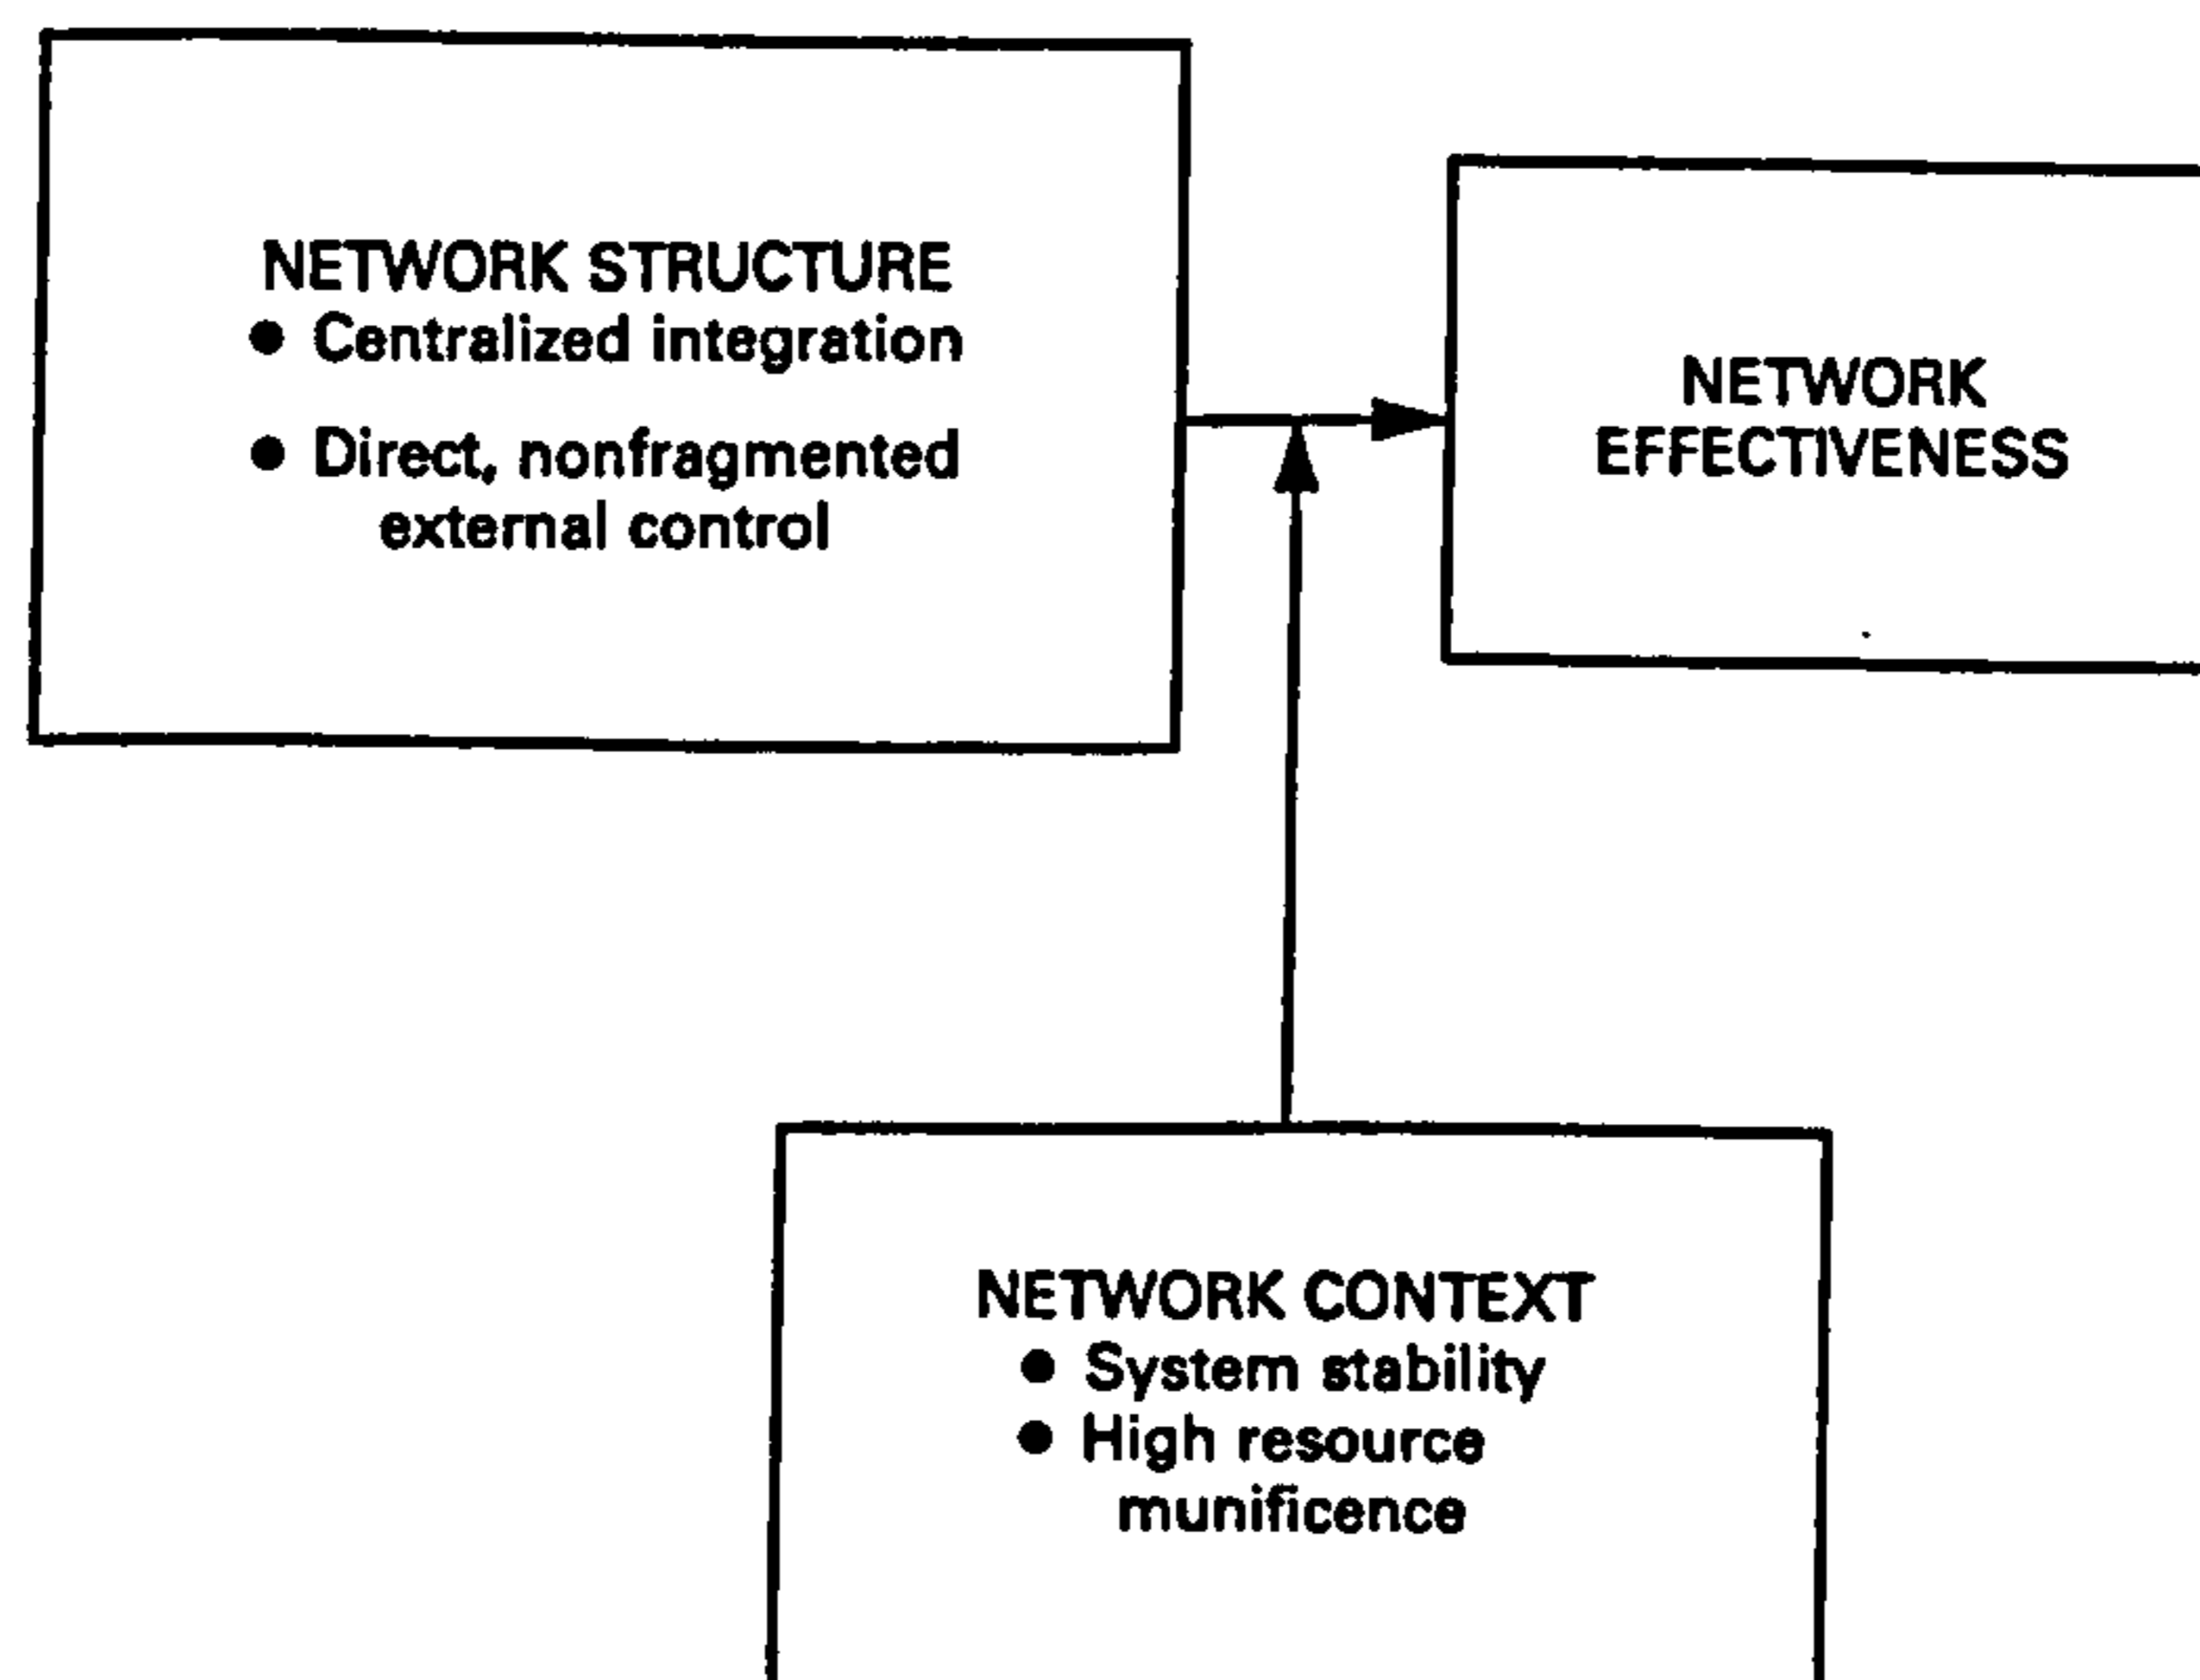 NETWORK STRUCTURE
● Centralized integration
● Direct, nonfragmented
external control
NETWORK
EFFECTIVENESS
NETWORK CONTEXT
● System stability
● High resource
munificence